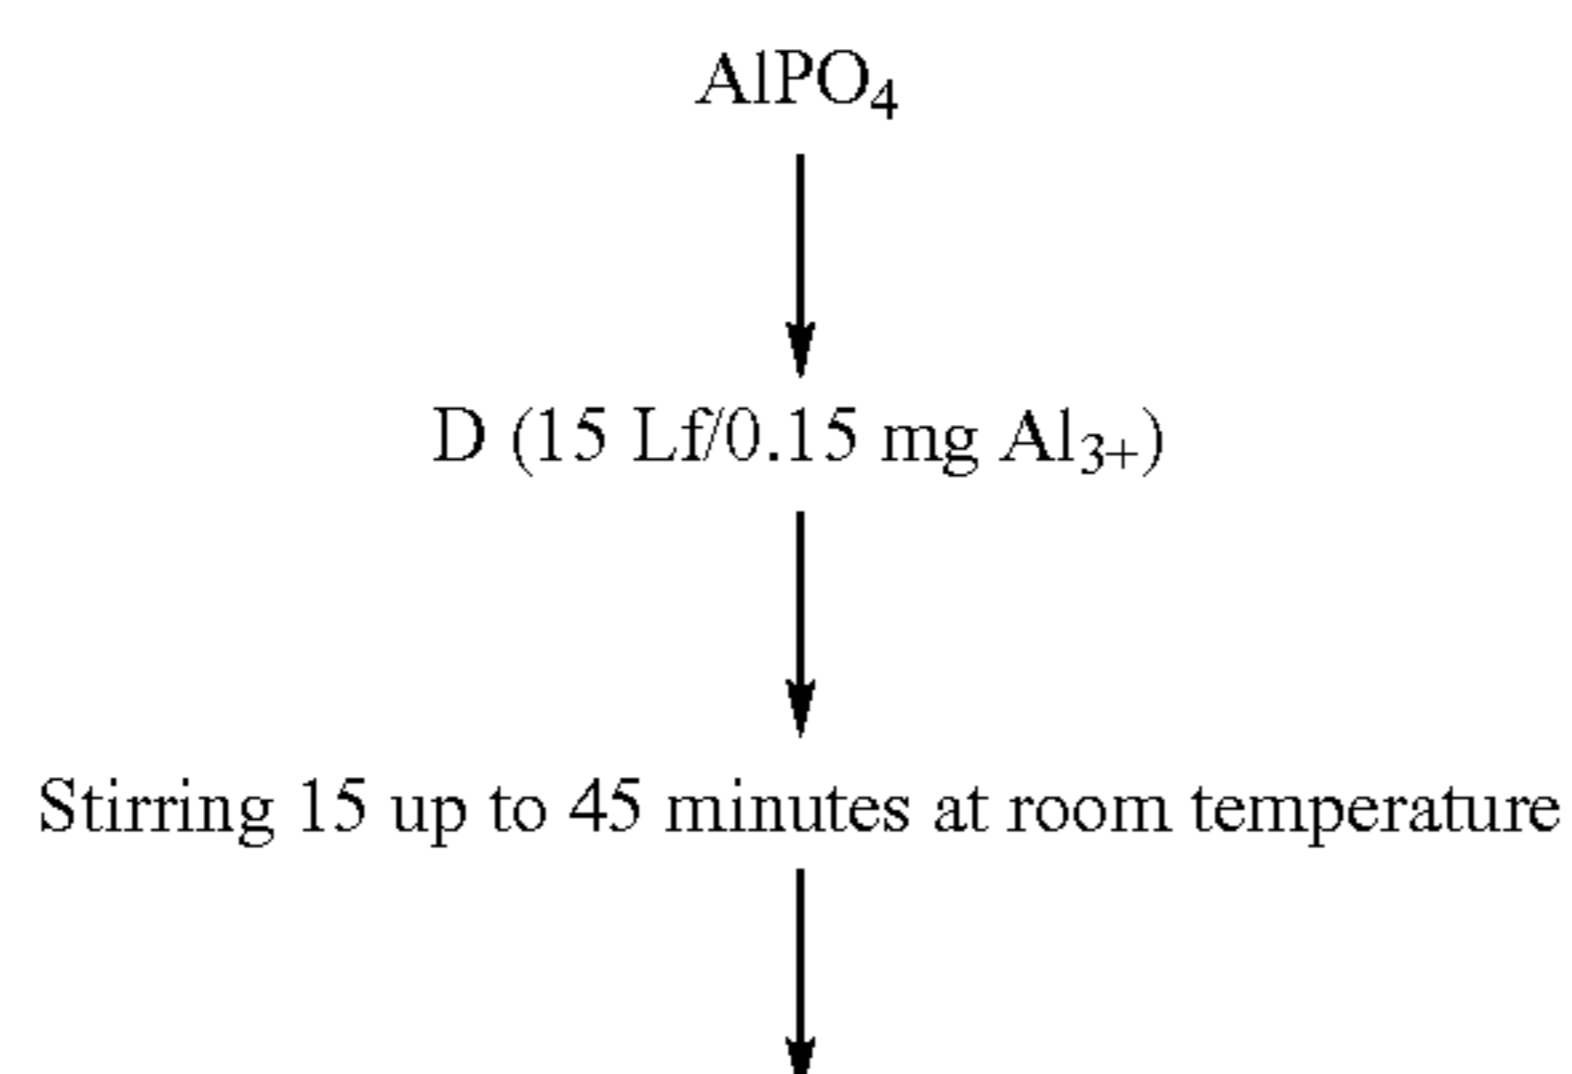 AlPO₄
D (15 Lf/0.15 mg Al₃₊)
Stirring 15 up to 45 minutes at room temperature